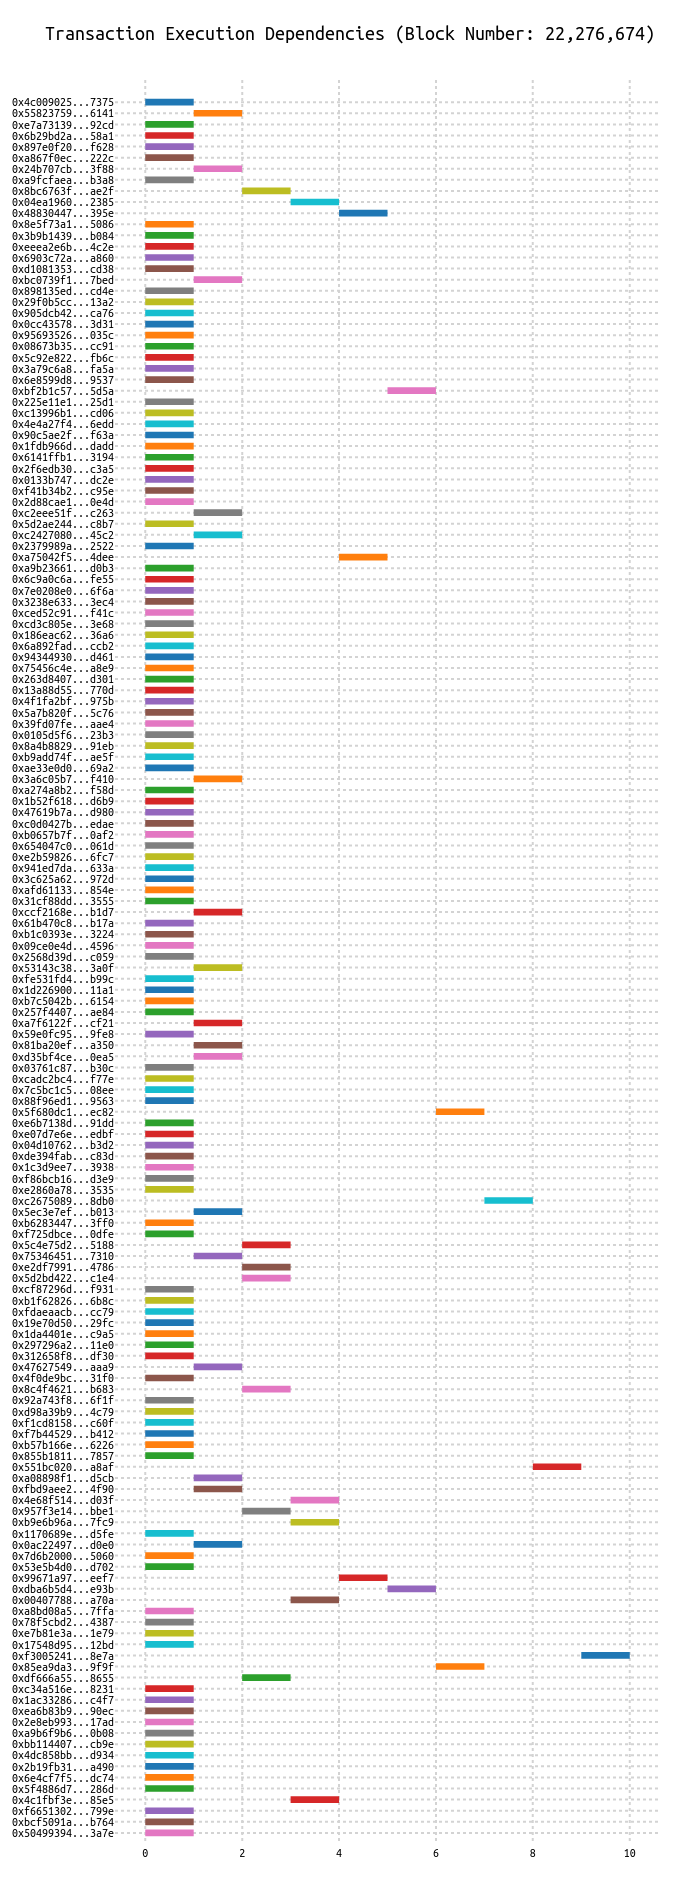 Transaction Execution Dependencies (Block Number: 22,276,674)
0x4c009025...7375
0x55823759...6141
0xe7a73139...92cd
0x6b29bd2a...58a1
0x897e0f20...f628
0xa867f0ec...222c
0x24b707cb...3f88
0xa9fcfaea...b3a8
0x8bc6763f...ae2f
0x04ea1960...2385
0x48830447...395e
0x8e5f73a1...5086
0x3b9b1439...b084
0xeeea2e6b...4c2e
0x6903c72a...a860
0xd1081353...cd38
0xbc0739f1...7bed
0x898135ed...cd4e
0x29f0b5cc...13a2
0x905dcb42...ca76
0x0cc43578...3d31
0x95693526...035c
0x08673b35...cc91
0x5c92e822...fb6c
0x3a79c6a8...fa5a
0x6e8599d8...9537
0xbf2b1c57...5d5a
0x225e11e1...25d1
0xc13996b1...cd06
0x4e4a27f4...6edd
0x90c5ae2f...f63a
0x1fdb966d...dadd
0x6141ffb1...3194
0x2f6edb30...c3a5
0x0133b747...dc2e
0xf41b34b2...c95e
0x2d88cae1...0e4d
0xc2eee51f...c263
0x5d2ae244...c8b7
0xc2427080...45c2
0x2379989a...2522
0xa75042f5...4dee
0xa9b23661...d0b3
0x6c9a0c6a...fe55
0x7e0208e0...6f6a
0x3238e633...3ec4
0xced52c91...f41c
0xcd3c805e...3e68
0x186eac62...36a6
0x6a892fad...ccb2
0x94344930...d461
0x75456c4e...a8e9
0x263d8407...d301
0x13a88d55...770d
0x4f1fa2bf...975b
0x5a7b820f...5c76
0x39fd07fe...aae4
0x0105d5f6...23b3
0x8a4b8829...91eb
0xb9add74f...ae5f
0xae33e0d0...69a2
0x3a6c05b7...f410
0xa274a8b2...f58d
0x1b52f618...d6b9
0x47619b7a...d980
0xc0d0427b...edae
0xb0657b7f...0af2
0x654047c0...061d
0xe2b59826...6fc7
0x941ed7da...633a
0x3c625a62...972d
0xafd61133...854e
0x31cf88dd...3555
0xccf2168e...b1d7
0x61b470c8...b17a
0xb1c0393e...3224
0x09ce0e4d...4596
0x2568d39d...c059
0x53143c38...3a0f
0xfe531fd4...b99c
0x1d226900...11a1
0xb7c5042b...6154
0x257f4407...ae84
0xa7f6122f...cf21
0x59e0fc95...9fe8
0x81ba20ef...a350
0xd35bf4ce...0ea5
0x03761c87...b30c
0xcadc2bc4...f77e
0x7c5bc1c5...08ee
0x88f96ed1...9563
0x5f680dc1...ec82
0xe6b7138d...91dd
0xe07d7e6e...edbf
0x04d10762...b3d2
0xde394fab...c83d
0x1c3d9ee7...3938
0xf86bcb16...d3e9
0xe2860a78...3535
0xc2675089...8db0
0x5ec3e7ef...b013
0xb6283447...3ff0
0xf725dbce...0dfe
0x5c4e75d2...5188
0x75346451...7310
0xe2df7991...4786
0x5d2bd422...c1e4
0xcf87296d...f931
0xb1f62826...6b8c
0xfdaeaacb...cc79
0x19e70d50...29fc
0x1da4401e...c9a5
0x297296a2...11e0
0x312658f8...df30
0x47627549...aaa9
0x4f0de9bc...31f0
0x8c4f4621...b683
0x92a743f8...6f1f
0xd98a39b9...4c79
0xf1cd8158...c60f
0xf7b44529...b412
0xb57b166e...6226
0x855b1811...7857
0x551bc020...a8af
0xa08898f1...d5cb
0xfbd9aee2...4f90
0x4e68f514...d03f
0x957f3e14...bbe1
0xb9e6b96a...7fc9
0x1170689e...d5fe
0x0ac22497...d0e0
0x7d6b2000...5060
0x53e5b4d0...d702
0x99671a97...eef7
0xdba6b5d4...e93b
0x00407788...a70a
0xa8bd08a5...7ffa
0x78f5cbd2...4387
0xe7b81e3a...1e79
0x17548d95...12bd
0xf3005241...8e7a
0x85ea9da3...9f9f
0xdf666a55...8655
0xc34a516e...8231
0x1ac33286...c4f7
0xea6b83b9...90ec
0x2e8eb993...17ad
0xa9b6f9b6...0b08
0xbb114407...cb9e
0x4dc858bb...d934
0x2b19fb31...a490
0x6e4cf7f5...dc74
0x5f4886d7...286d
0x4c1fbf3e...85e5
0xf6651302...799e
0xbcf5091a...b764
0x50499394...3a7e
0 2 4 6 8 10